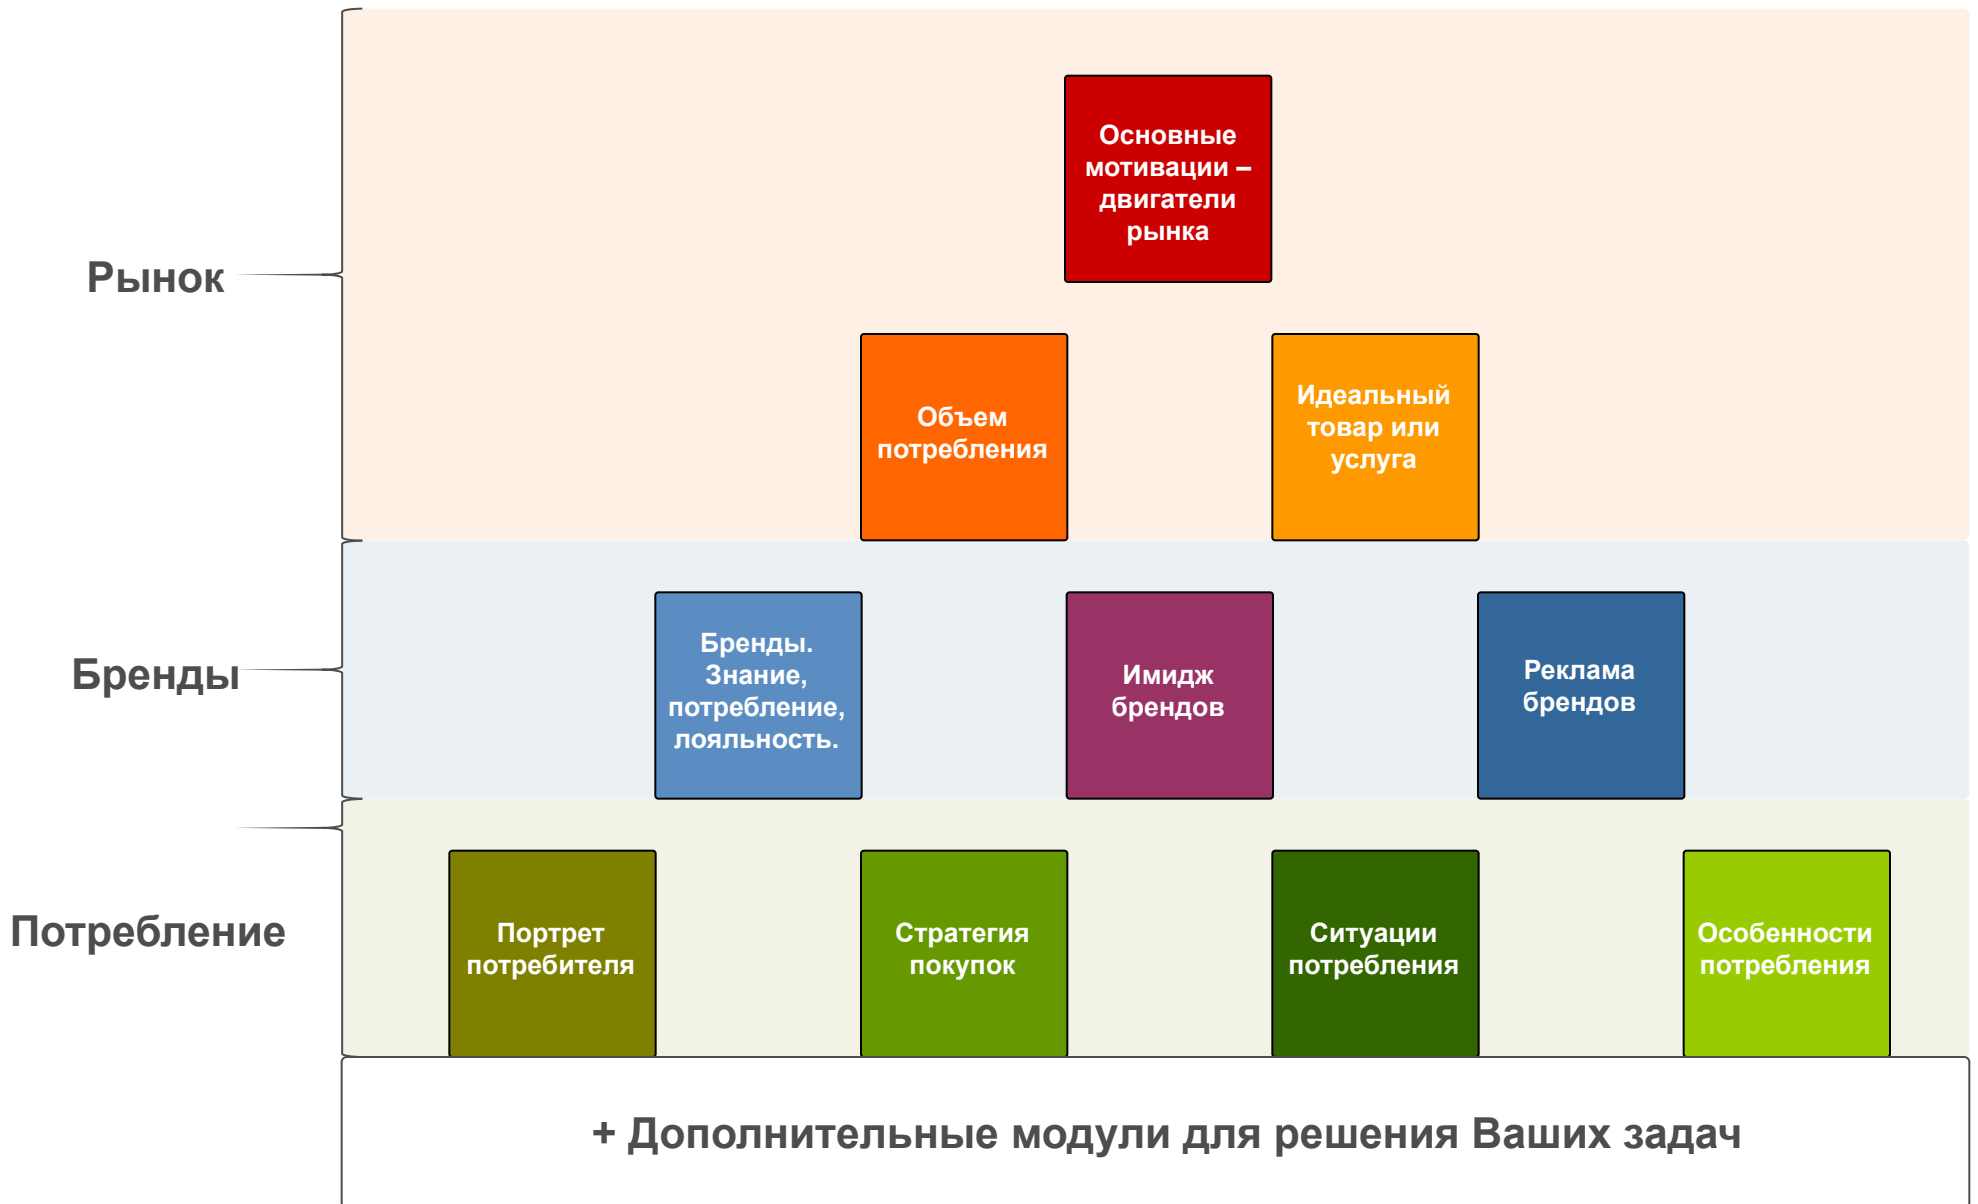 Рынок
Основные
мотивации –
двигатели
рынка
Объем
потребления
Идеальный
товар или
услуга
Бренды
Бренды.
Знание,
потребление,
лояльность.
Имидж
брендов
Реклама
брендов
Потребление
Портрет
потребителя
Стратегия
покупок
Ситуации
потребления
Особенности
потребления
+ Дополнительные модули для решения Ваших задач